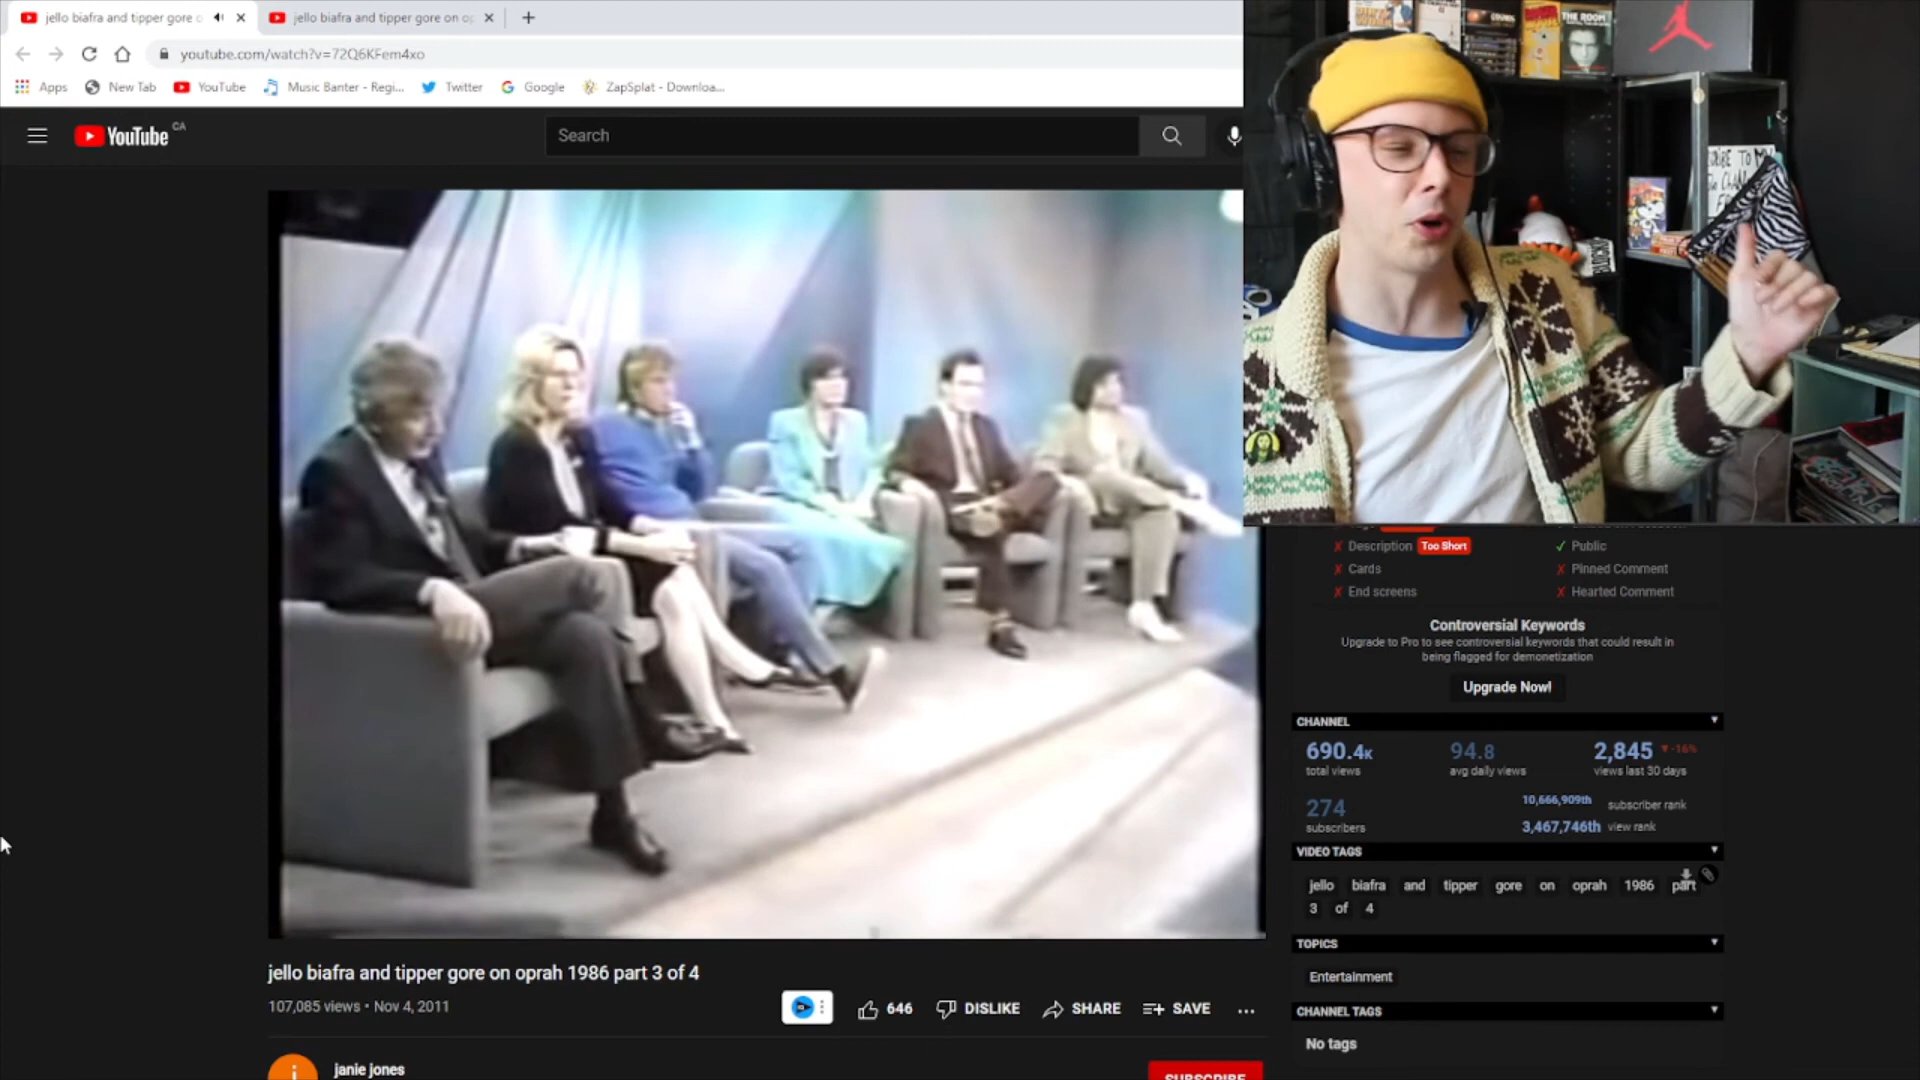 jello biafra and tipper gore o
jello biafra and tipper gore on op
youtube.com/watch?v=72Q6KFem4xo
Apps
New Tab
YouTube
Music Banter - Regi...
Twitter
Google
ZapSplat - Downloa...
YouTube CA
Search
THE ROOM
Description Too Short
Public
Cards
Pinned Comment
End screens
Hearted Comment
Controversial Keywords
Upgrade to Pro to see controversial keywords that could result in
being flagged for demonetization
Upgrade Now!
CHANNEL
690.4K
94.8
2,845 -16%
total views
avg daily views
views last 30 days
274
10,666,909th subscriber rank
subscribers
3,467,746th view rank
VIDEO TAGS
jello biafra and tipper gore on oprah 1986 part
3 of 4
TOPICS
Entertainment
CHANNEL TAGS
No tags
jello biafra and tipper gore on oprah 1986 part 3 of 4
107,085 views • Nov 4, 2011
646
DISLIKE
SHARE
SAVE
janie jones
SUBSCRIBE